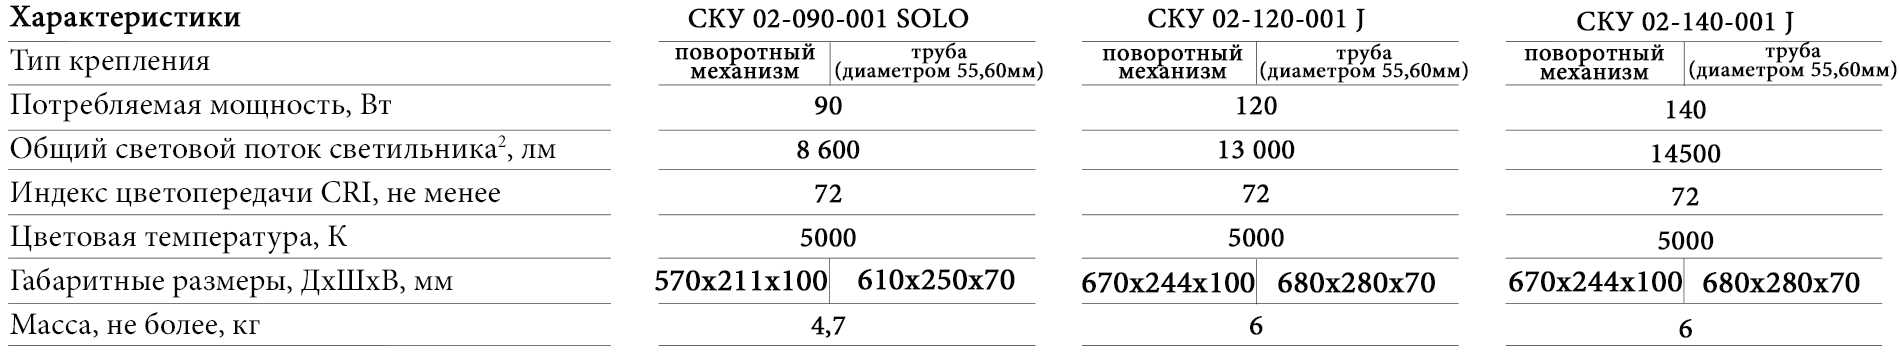 Характеристики СКУ 02-090-001 SOLO СКУ 02-120-001 J СКУ 02-140-001 J
Тип крепления поворотный механизм труба (диаметром 55,60мм) поворотный механизм труба (диаметром 55,60мм) поворотный механизм труба (диаметром 55,60мм)
Потребляемая мощность, Вт 90 120 140
Общий световой поток светильника², лм 8 600 13 000 14500
Индекс цветопередачи CRI, не менее 72 72 72
Цветовая температура, К 5000 5000 5000
Габаритные размеры, ДхШхВ, мм 570х211х100 610х250х70 670х244х100 680х280х70 670х244х100 680х280х70
Масса, не более, кг 4,7 6 6